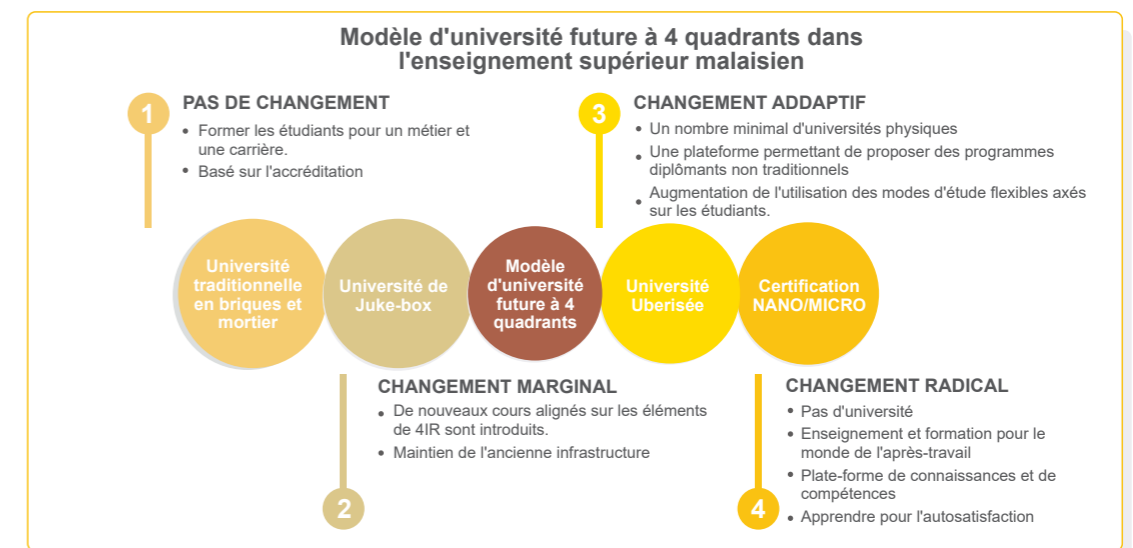 Modèle d'université future à 4 quadrants dans
l'enseignement supérieur malaisien
1
PAS DE CHANGEMENT
• Former les étudiants pour un métier et
une carrière.
• Basé sur l'accréditation
3
CHANGEMENT ADDAPTIF
• Un nombre minimal d'universités physiques
• Une plateforme permettant de proposer des programmes
diplômants non traditionnels
• Augmentation de l'utilisation des modes d'étude flexibles axés
sur les étudiants.
Université
traditionnelle
en briques et
mortier
Université de
Juke-box
Modèle
d'université
future à 4
quadrants
Université
Uberisée
Certification
NANO/MICRO
CHANGEMENT MARGINAL
• De nouveaux cours alignés sur les éléments
de 4IR sont introduits.
• Maintien de l'ancienne infrastructure
2
CHANGEMENT RADICAL
• Pas d'université
• Enseignement et formation pour le
monde de l'après-travail
• Plate-forme de connaissances et de
compétences
• Apprendre pour l'autosatisfaction
4